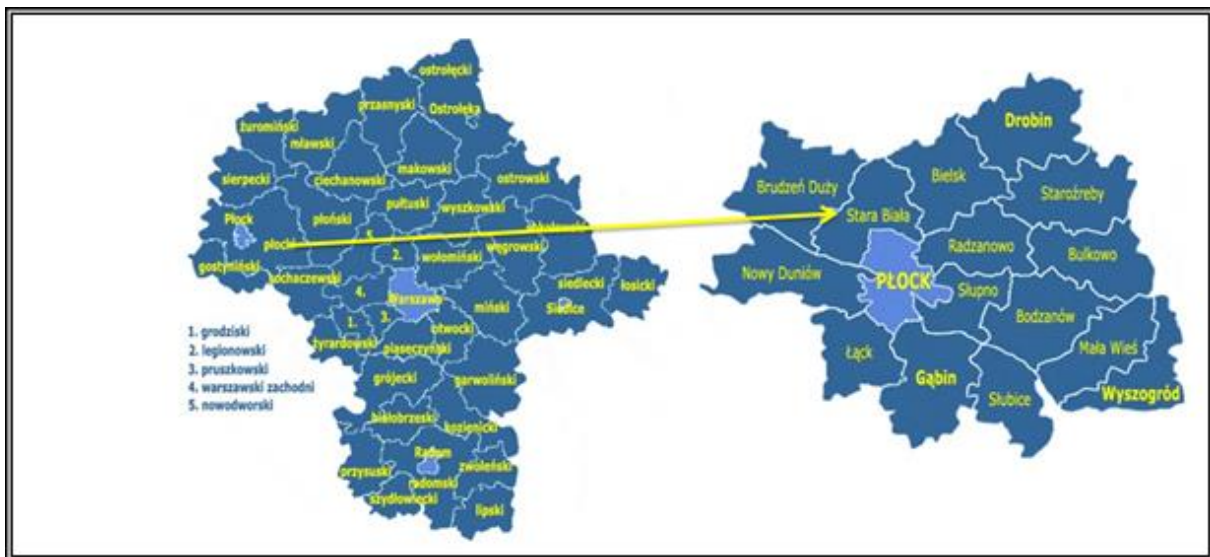 ostrołęcki
przasnyski
Ostrołęka
żuromiński
mławski
sierpecki
ciechanowski
makowski
ostrowski
Płock
płoński
pułtuski
wyszkowski
płocki
5.
węgrowski
gostyniński
2.
wołomiński
sochaczewski
4.
Warszawa
miński
siedlecki
Siedlce
łosicki
1.
3.
otwocki
żyrardowski
piaseczyński
grójecki
garwoliński
białobrzeski
kozienicki
Radom
przysuski
radomski
zwoleński
szydłowiecki
lipski
1. grodziski
2. legionowski
3. pruszkowski
4. warszawski zachodni
5. nowodworski
Drobin
Brudzeń Duży
Bielsk
Staroźreby
Stara Biała
Radzanowo
Bulkowo
Nowy Duniów
PŁOCK
Słupno
Bodzanów
Mała Wieś
Łąck
Gąbin
Słubice
Wyszogród